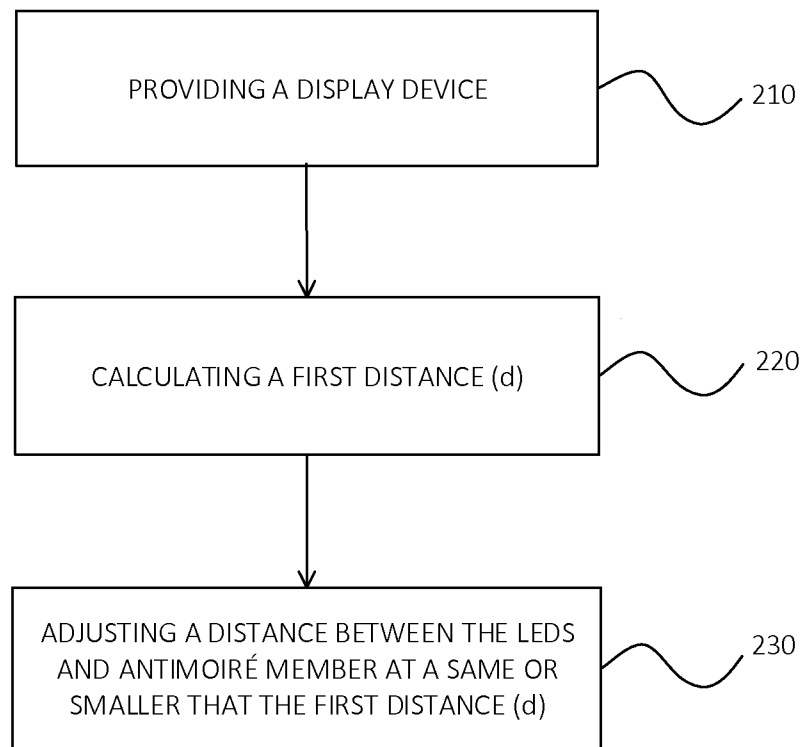 PROVIDING A DISPLAY DEVICE
210
CALCULATING A FIRST DISTANCE (d)
220
ADJUSTING A DISTANCE BETWEEN THE LEDS
AND ANTIMOIRÉ MEMBER AT A SAME OR
SMALLER THAT THE FIRST DISTANCE (d)
230